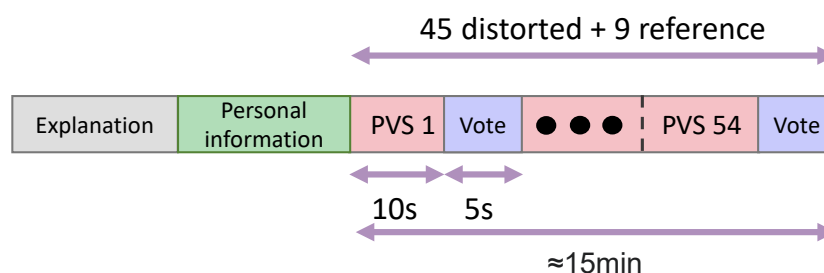 45 distorted + 9 reference
Explanation
Personal
information
PVS 1
Vote
PVS 54
Vote
10s
5s
≈15min